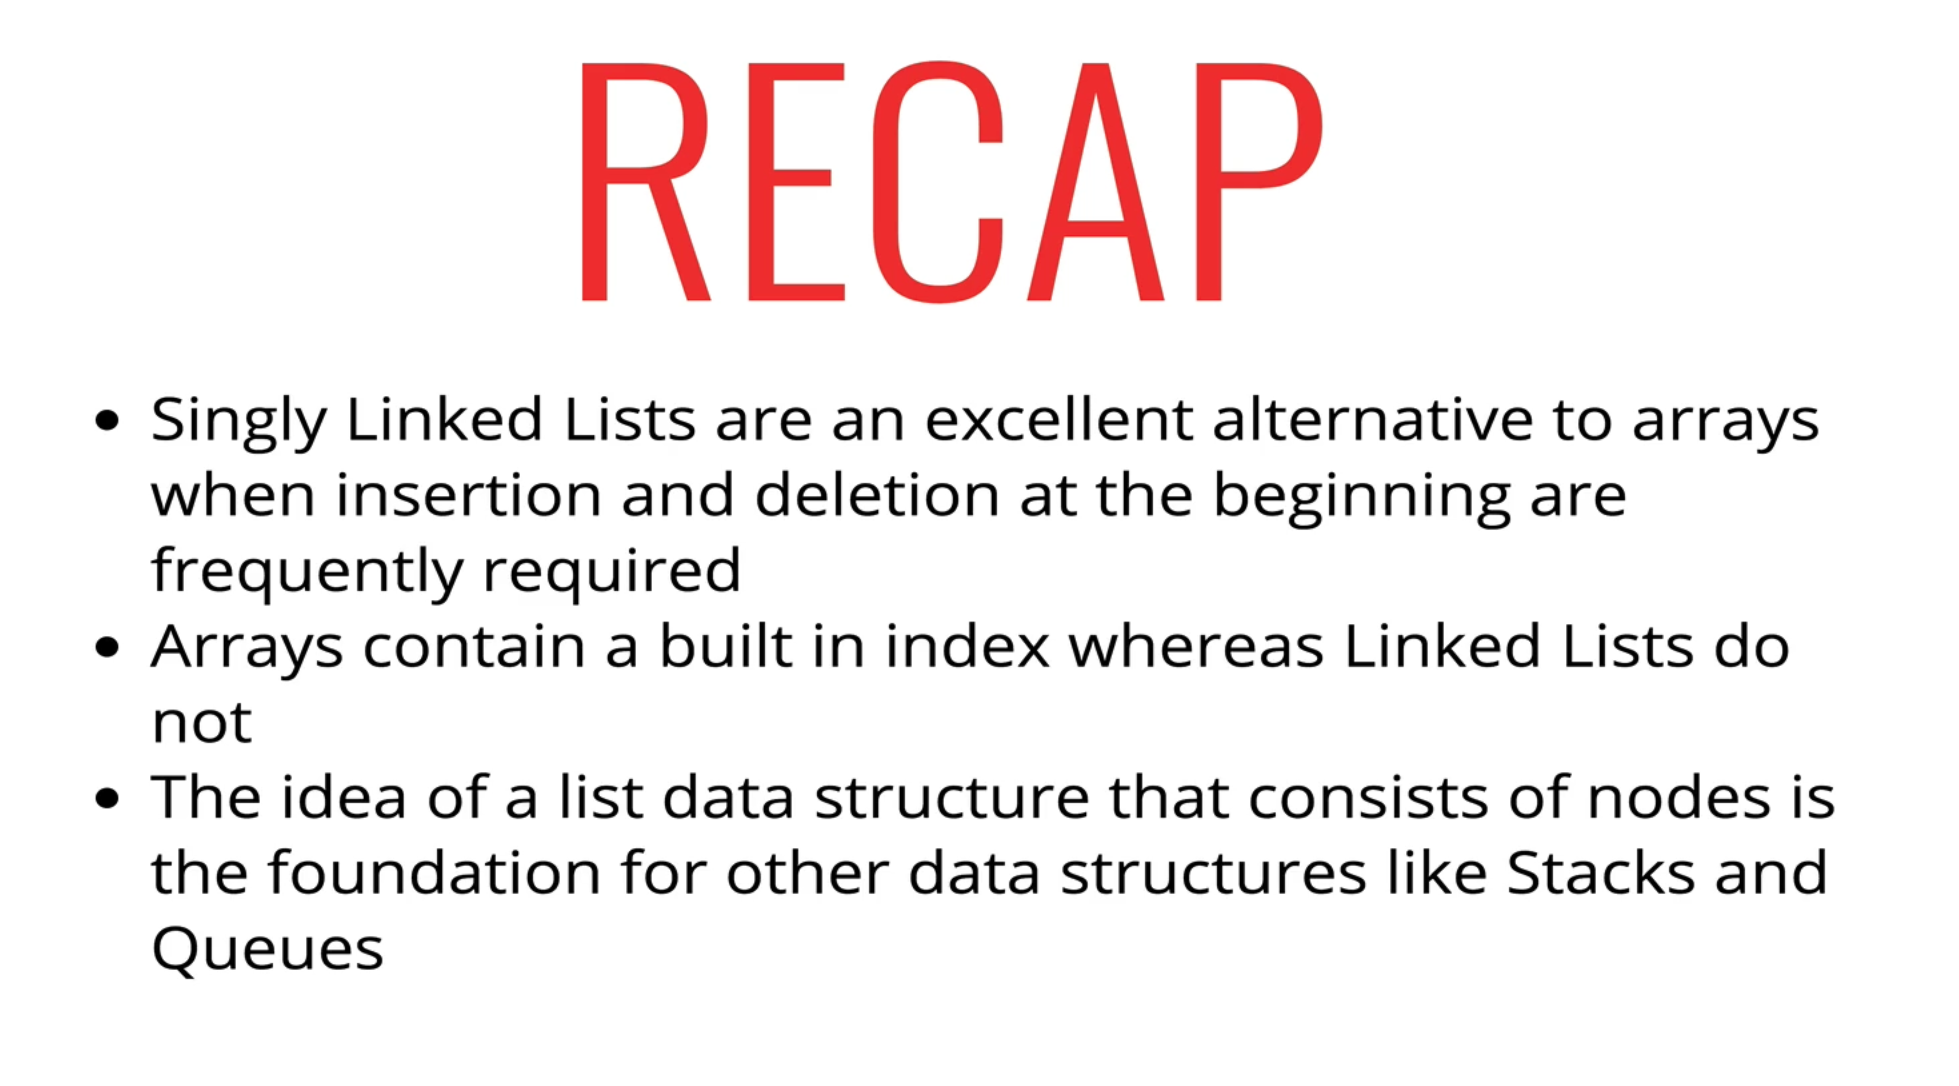 RECAP
• Singly Linked Lists are an excellent alternative to arrays
when insertion and deletion at the beginning are
frequently required
• Arrays contain a built in index whereas Linked Lists do
not
• The idea of a list data structure that consists of nodes is
the foundation for other data structures like Stacks and
Queues